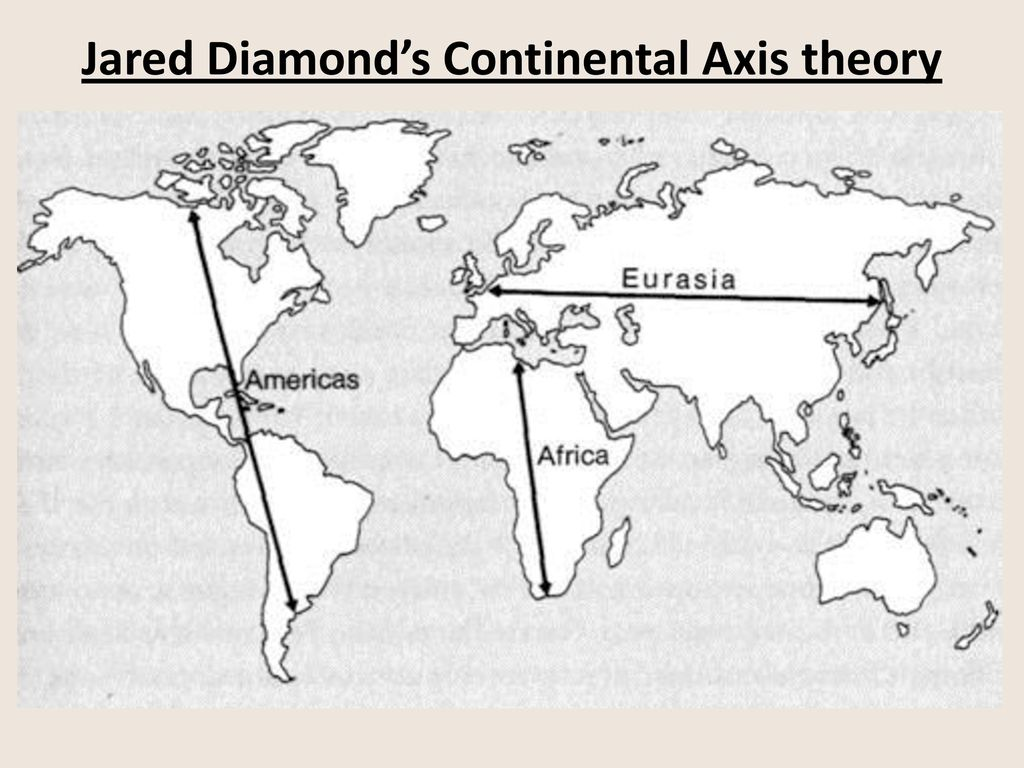 Jared Diamond’s Continental Axis theory
Eurasia
Americas
Africa